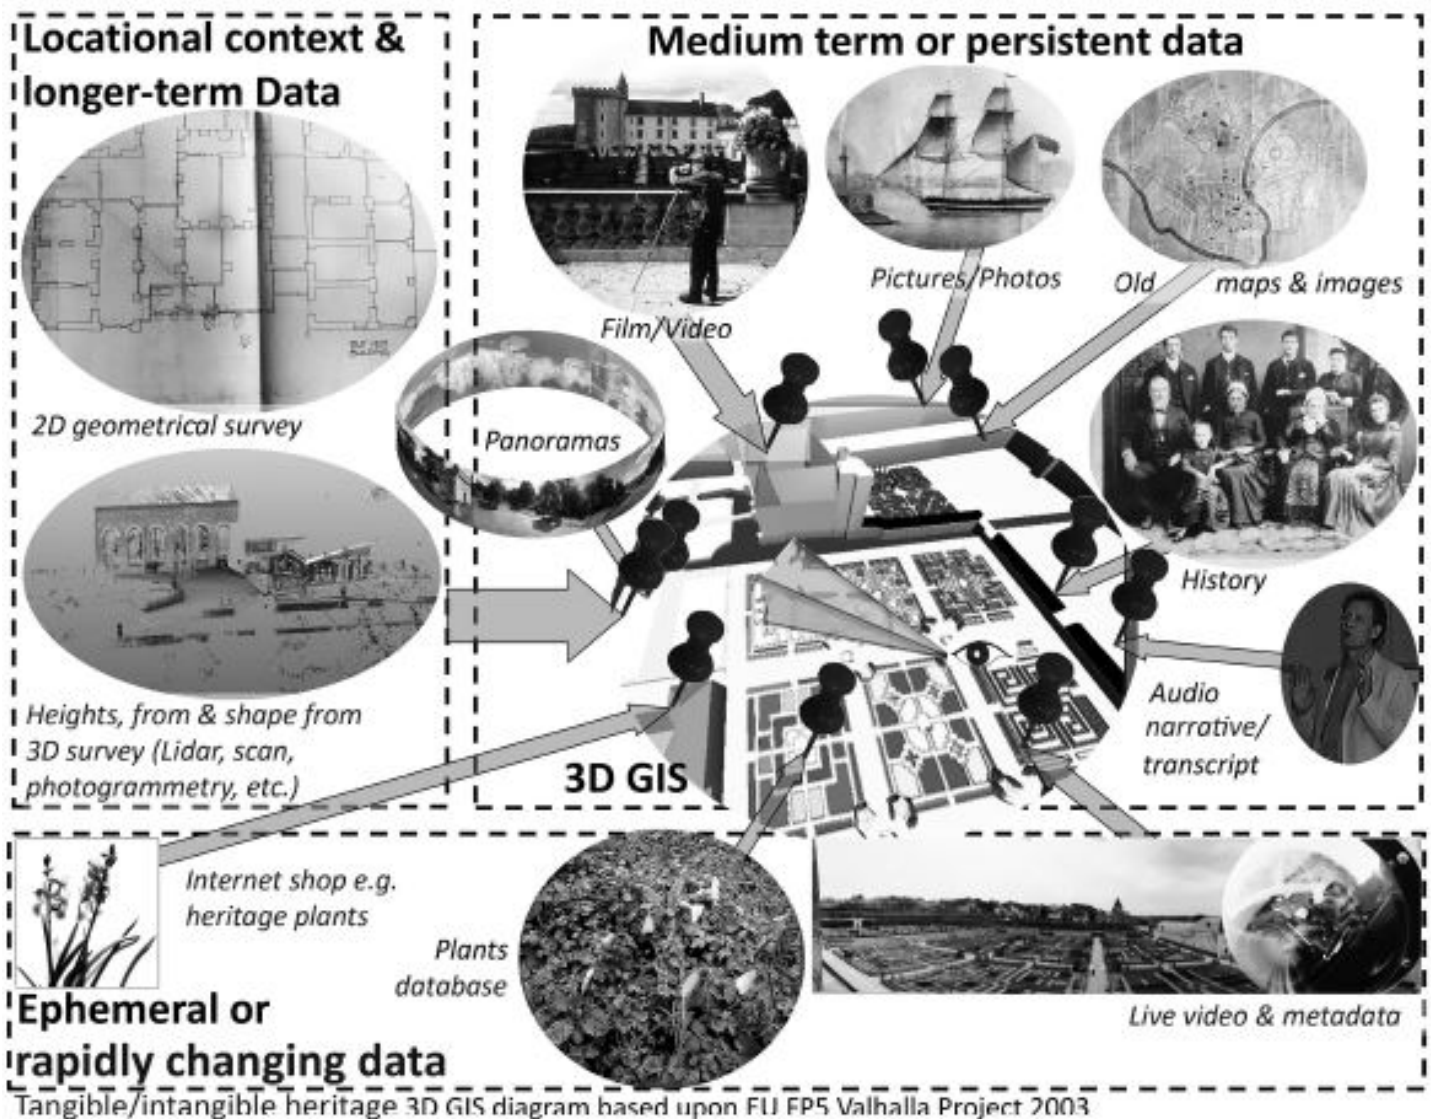 Locational context &
longer-term Data
2D geometrical survey
Heights, from & shape from
3D survey (Lidar, scan,
photogrammetry, etc.)
Medium term or persistent data
Film/Video
Pictures/Photos
Old maps & images
Panoramas
History
Audio
narrative/
transcript
3D GIS
Internet shop e.g.
heritage plants
Plants
database
Live video & metadata
Ephemeral or
rapidly changing data
Tangible/intangible heritage 3D GIS diagram based upon EU FP5 Valhalla Project 2003